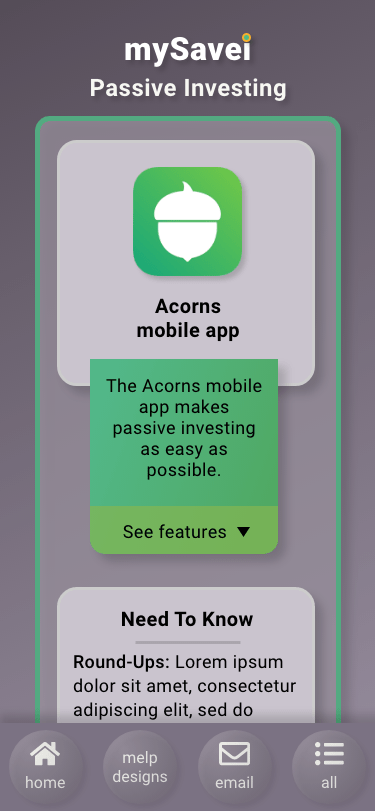 mySavei
Passive Investing
Acorns
mobile app
The Acorns mobile
app makes
passive investing
as easy as
possible.
See features ▼
Need To Know
Round-Ups: Lorem ipsum
dolor sit amet, consectetur
adipiscing elit, sed do
home
melp
designs
email
all